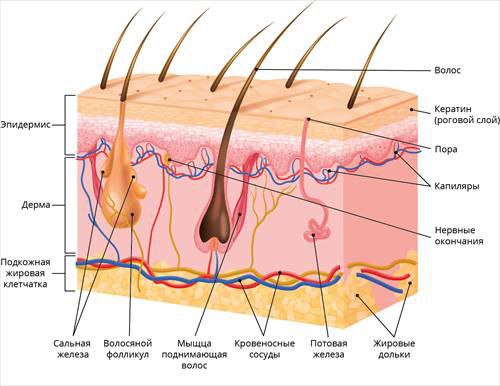 Волос
Кератин
(роговой слой)
Эпидермис
Пора
Капиляры
Дерма
Нервные
окончания
Подкожная
жировая
клетчатка
Сальная
железа
Волосяной
фолликул
Мыщца
поднимающая
волос
Кровеносные
сосуды
Потовая
железа
Жировые
дольки